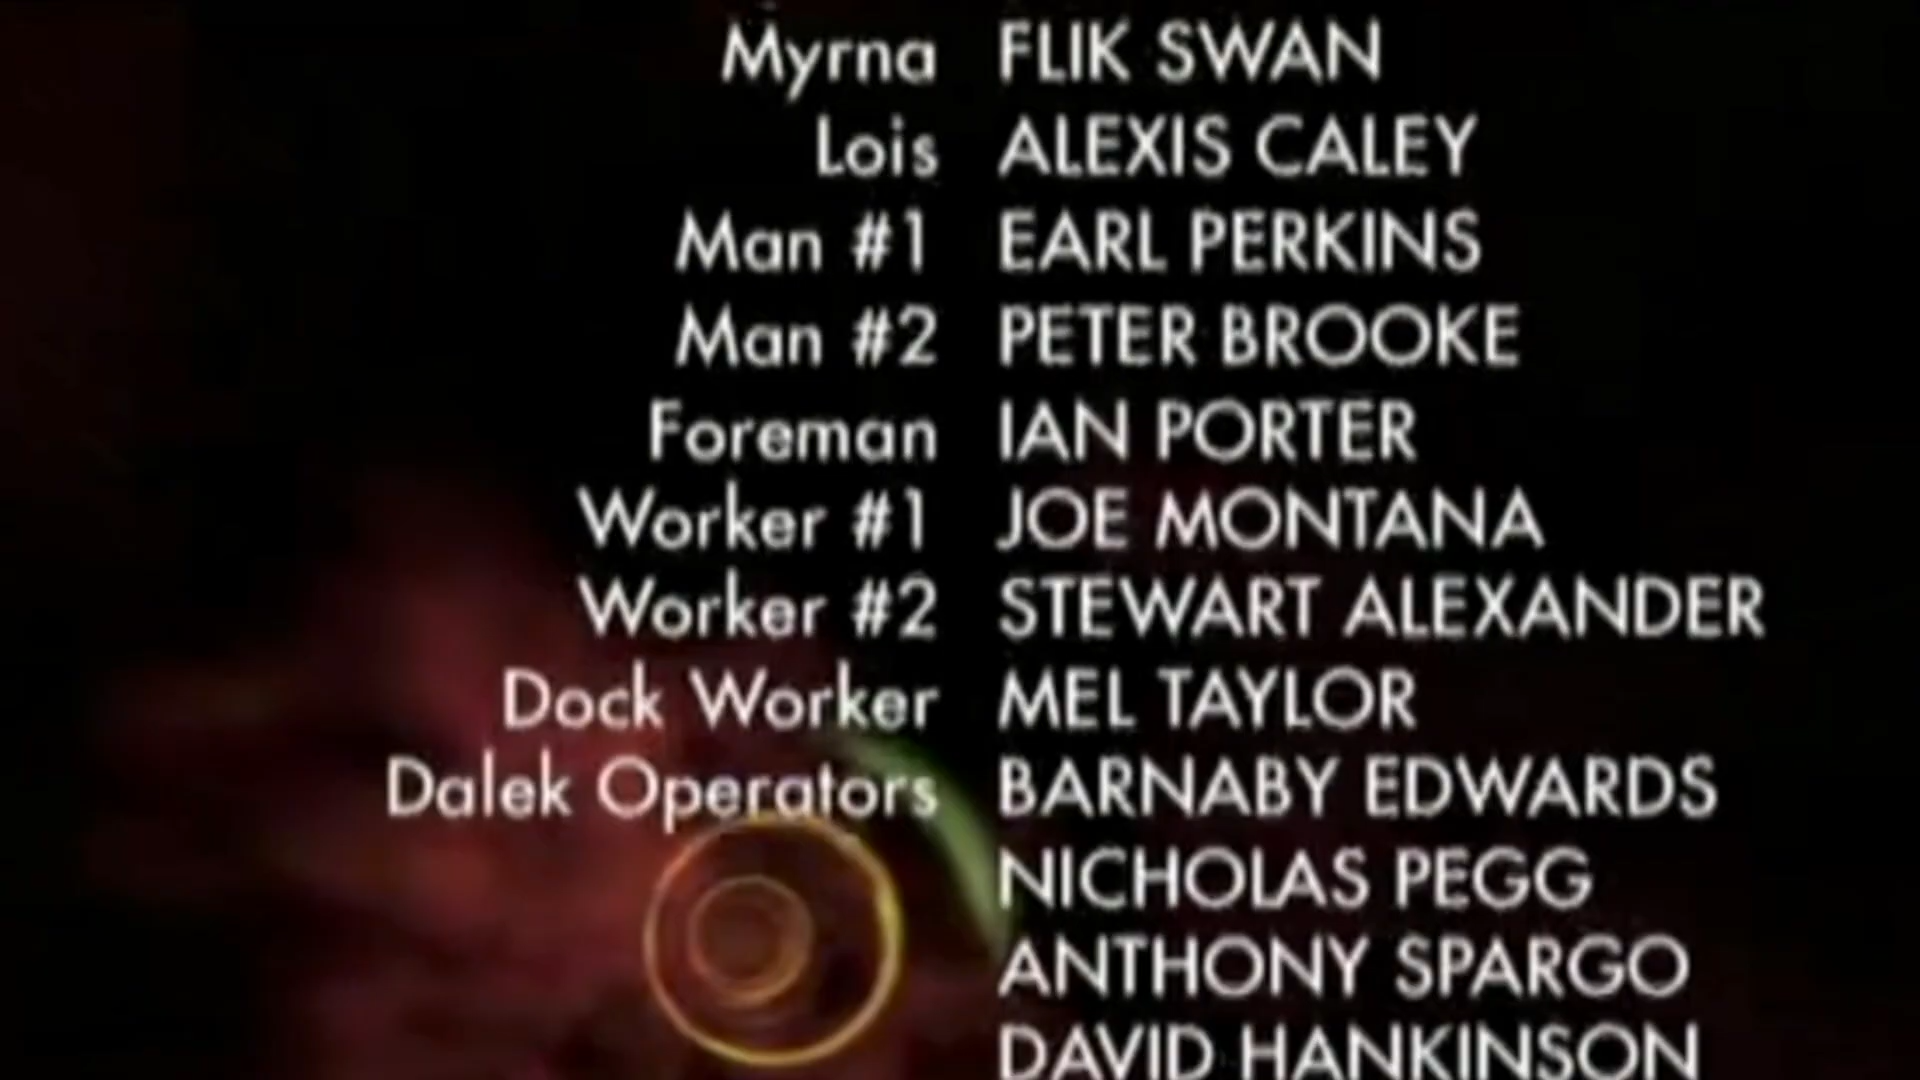 Myrna FLIK SWAN
Lois ALEXIS CALEY
Man #1 EARL PERKINS
Man #2 PETER BROOKE
Foreman IAN PORTER
Worker #1 JOE MONTANA
Worker #2 STEWART ALEXANDER
Dock Worker MEL TAYLOR
Dalek Operators BARNABY EDWARDS
NICHOLAS PEGG
ANTHONY SPARGO
DAVID HANKINSON